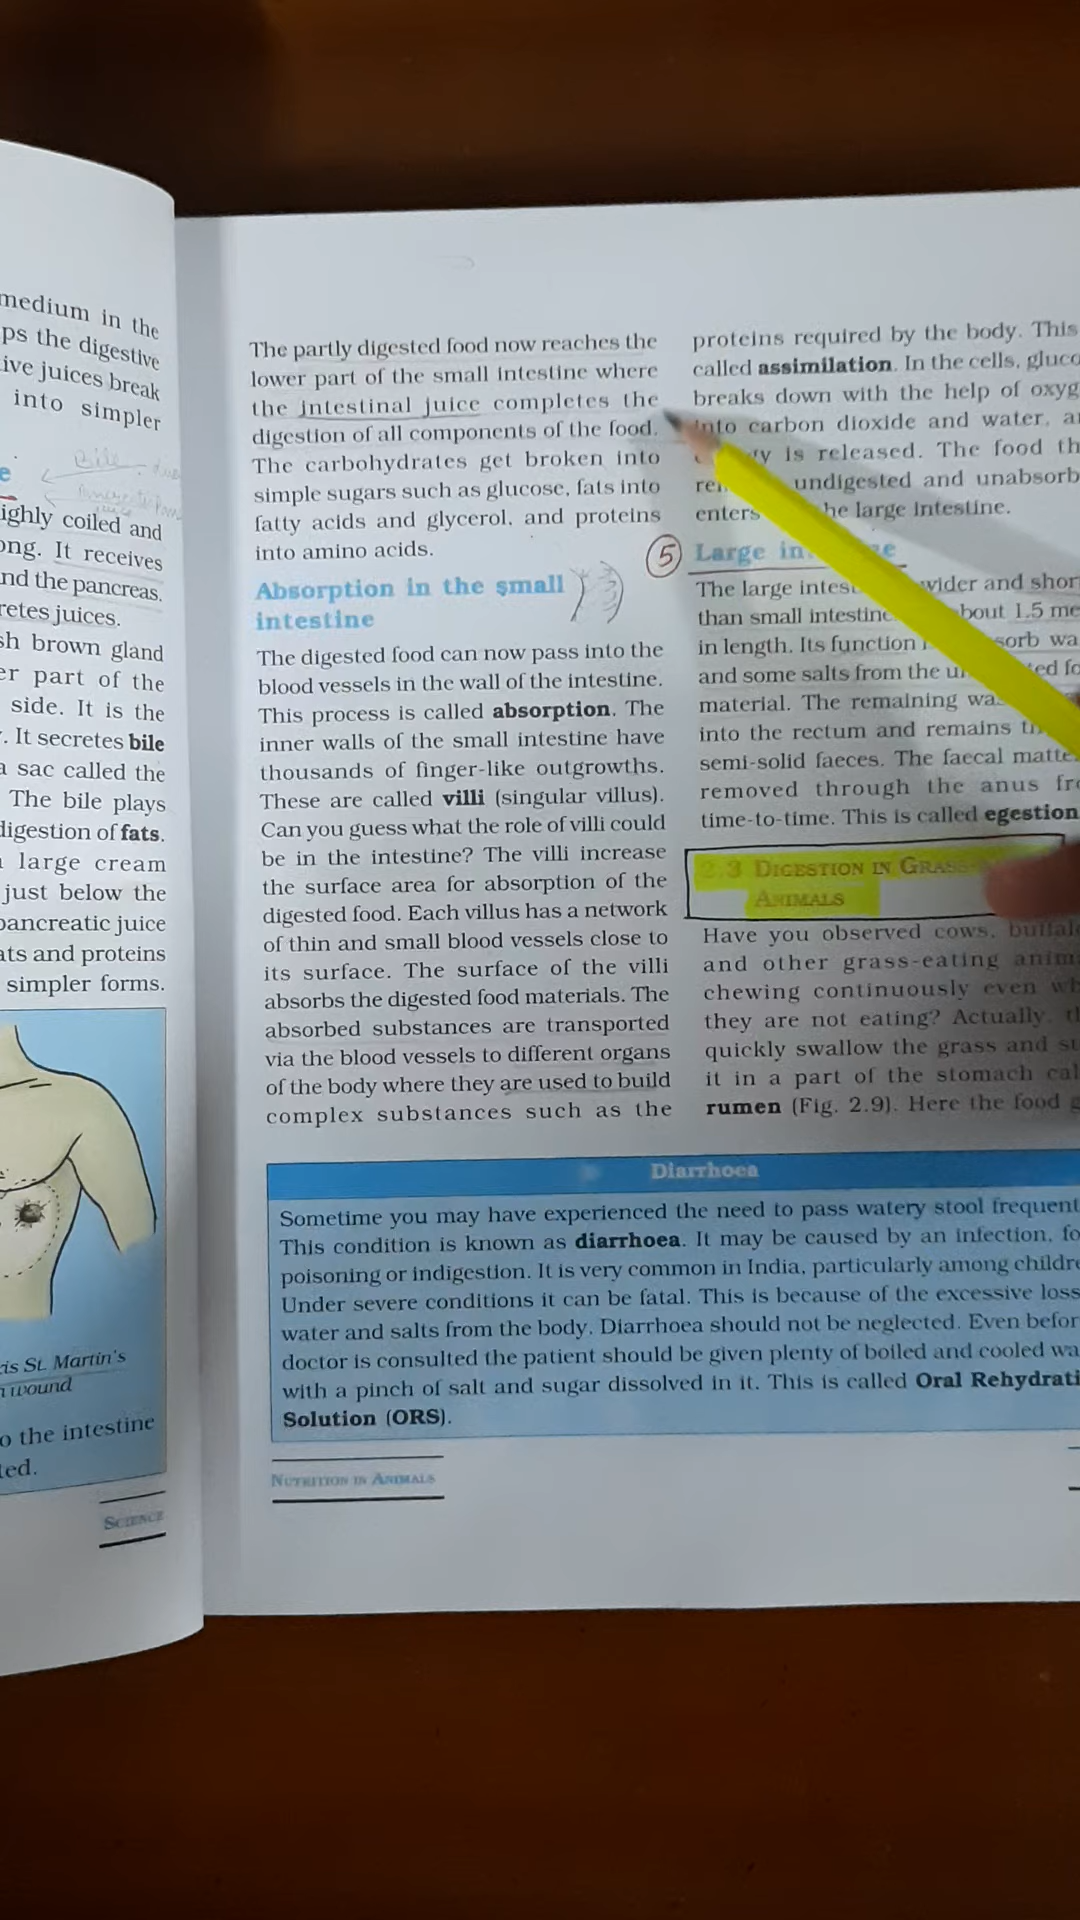 medium in the
ps the digestive
ive juices break
into simpler
Bile
e
ighly coiled and
ong. It receives
nd the pancreas.
retes juices.
sh brown gland
er part of the
side. It is the
. It secretes bile
a sac called the
The bile plays
digestion of fats.
large cream
just below the
pancreatic juice
ats and proteins
simpler forms.
is St. Martin's
wound
o the intestine
ted.
SCIENCE
The partly digested food now reaches the
lower part of the small intestine where
the intestinal juice completes the
digestion of all components of the food.
The carbohydrates get broken into
simple sugars such as glucose, fats into
fatty acids and glycerol, and proteins
into amino acids.
Absorption in the small
intestine
The digested food can now pass into the
blood vessels in the wall of the intestine.
This process is called absorption. The
inner walls of the small intestine have
thousands of finger-like outgrowths.
These are called villi (singular villus).
Can you guess what the role of villi could
be in the intestine? The villi increase
the surface area for absorption of the
digested food. Each villus has a network
of thin and small blood vessels close to
its surface. The surface of the villi
absorbs the digested food materials. The
absorbed substances are transported
via the blood vessels to different organs
of the body where they are used to build
complex substances such as the
proteins required by the body. This
called assimilation. In the cells, gluco
breaks down with the help of oxyg
into carbon dioxide and water, a
y is released. The food th
undigested and unabsorb
enters he large intestine.
5 Large in ne
The large intes wider and shor
than small intestine bout 1.5 me
in length. Its function sorb wa
and some salts from the u ted fo
material. The remaining wa
into the rectum and remains
semi-solid faeces. The faecal matte
removed through the anus fr
time-to-time. This is called egestion
2.3 DIGESTION IN GRASS
ANIMALS
Have you observed cows, buffal
and other grass-eating anim
chewing continuously even wh
they are not eating? Actually, t
quickly swallow the grass and st
it in a part of the stomach cal
rumen (Fig. 2.9). Here the food g
Diarrhoea
Sometime you may have experienced the need to pass watery stool frequent
This condition is known as diarrhoea. It may be caused by an infection, fo
poisoning or indigestion. It is very common in India, particularly among childre
Under severe conditions it can be fatal. This is because of the excessive loss
water and salts from the body. Diarrhoea should not be neglected. Even befor
doctor is consulted the patient should be given plenty of boiled and cooled wa
with a pinch of salt and sugar dissolved in it. This is called Oral Rehydrati
Solution (ORS).
NUTRITION IN ANIMALS